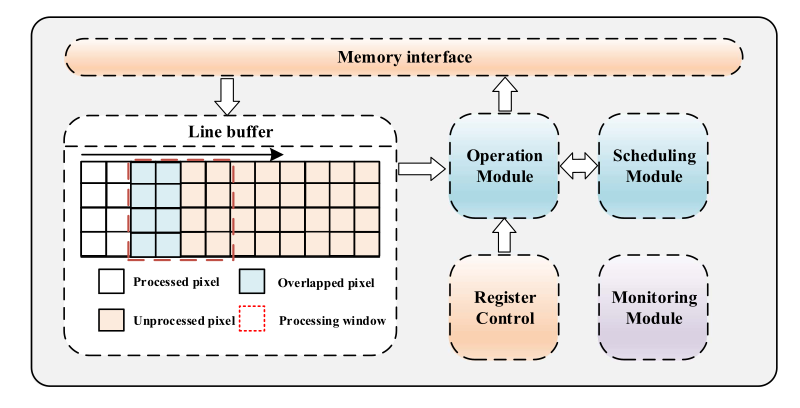 Memory interface
Line buffer
Processed pixel
Overlapped pixel
Unprocessed pixel
Processing window
Operation
Module
Scheduling
Module
Register
Control
Monitoring
Module